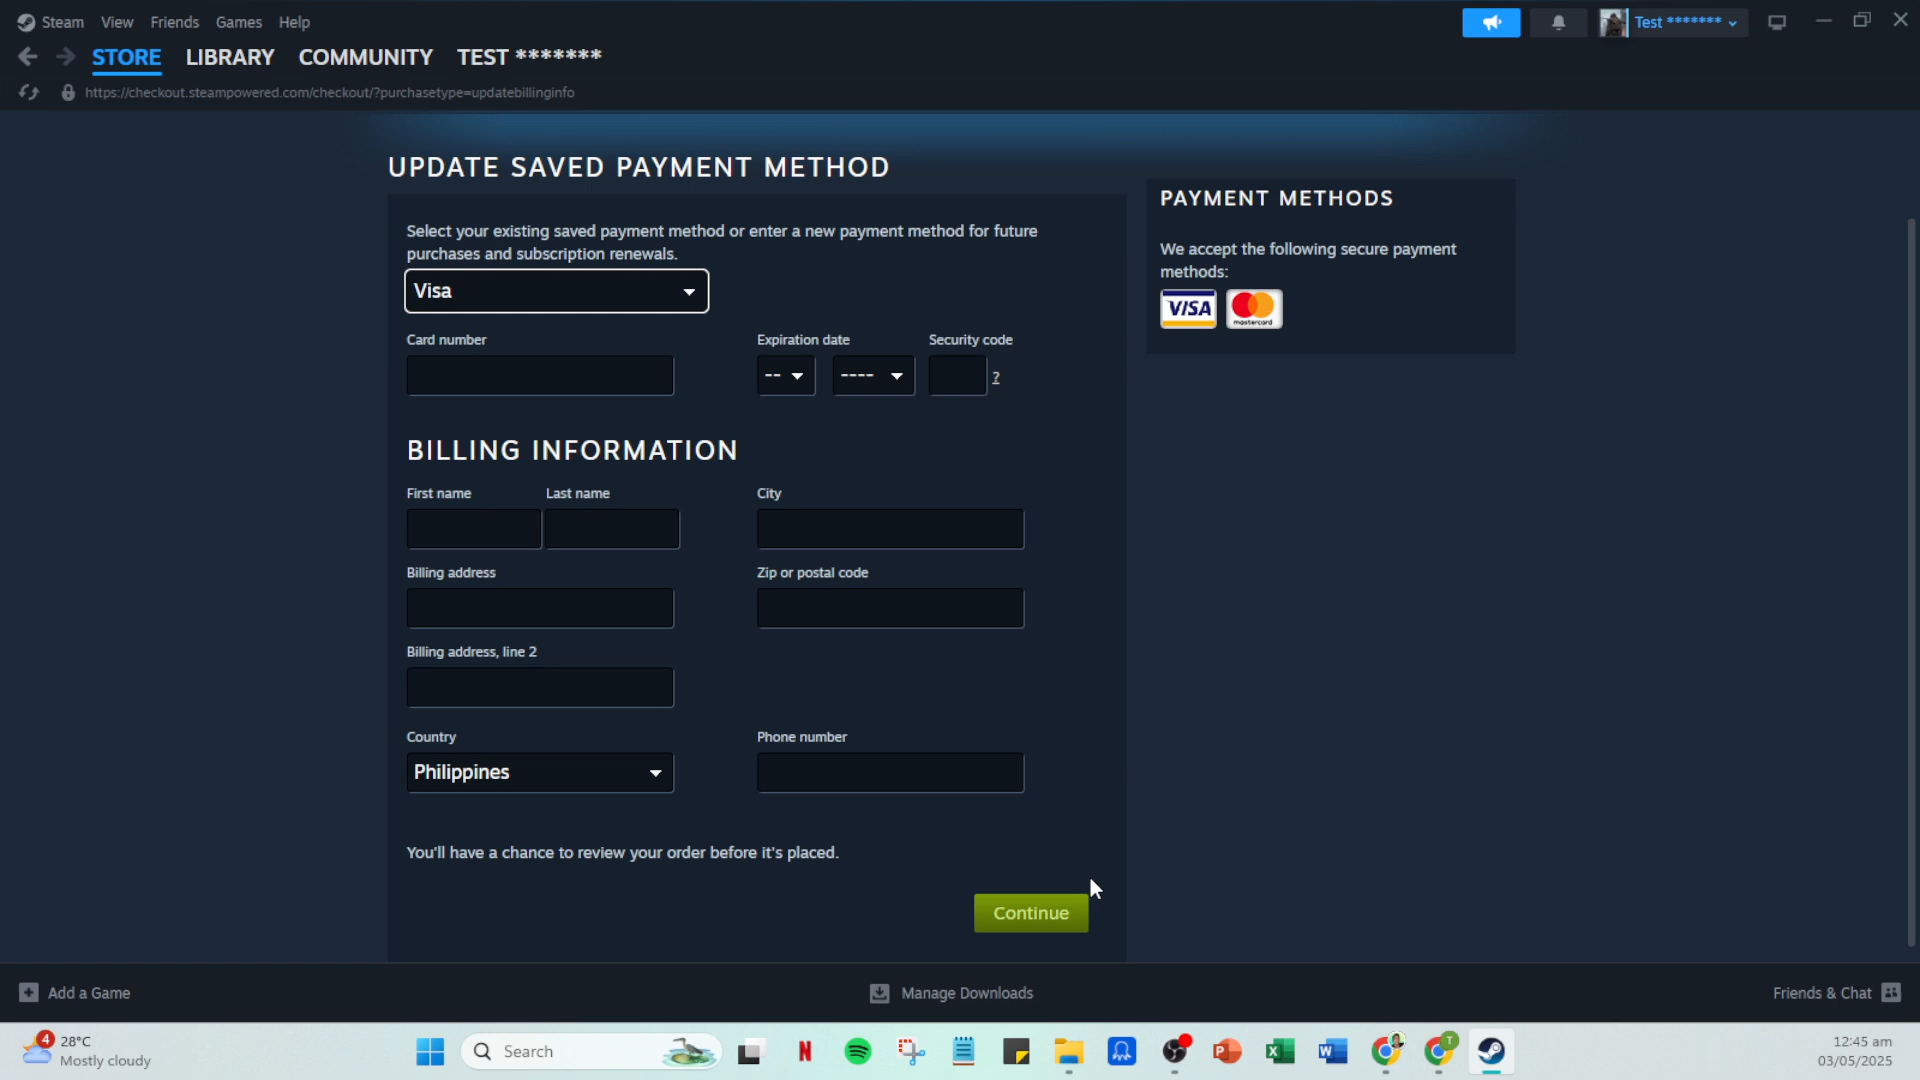 Steam View Friends Games Help
Test *******
STORE LIBRARY COMMUNITY TEST *******
https://checkout.steampowered.com/checkout/?purchasetype=updatebillinginfo
UPDATE SAVED PAYMENT METHOD
Select your existing saved payment method or enter a new payment method for future
purchases and subscription renewals.
Visa
Card number Expiration date Security code
-- ---- ?
BILLING INFORMATION
First name Last name City
Billing address Zip or postal code
Billing address, line 2
Country Phone number
Philippines
You'll have a chance to review your order before it's placed.
Continue
PAYMENT METHODS
We accept the following secure payment
methods:
VISA mastercard
Add a Game Manage Downloads Friends & Chat
4
28°C
Mostly cloudy
Search
N
P
X
W
T
12:45 am
03/05/2025